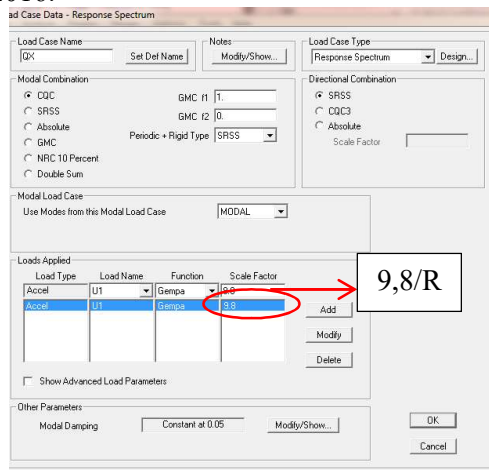 ad Case Data - Response Spectrum
Load Case Name Notes Load Case Type
QX Set Def Name Modify/Show... Response Spectrum Design...
Modal Combination Directional Combination
CQC GMC f1 1. SRSS
SRSS GMC f2 0. CQC3
Absolute Periodic + Rigid Type SRSS Absolute
GMC Scale Factor
NRC 10 Percent
Double Sum
Modal Load Case
Use Modes from this Modal Load Case MODAL
Loads Applied
Load Type Load Name Function Scale Factor
Accel U1 Gempa 9.8 9,8/R
Accel U1 Gempa 9.8 Add
Modify
Delete
Show Advanced Load Parameters
Other Parameters
Modal Damping Constant at 0.05 Modify/Show... OK
Cancel